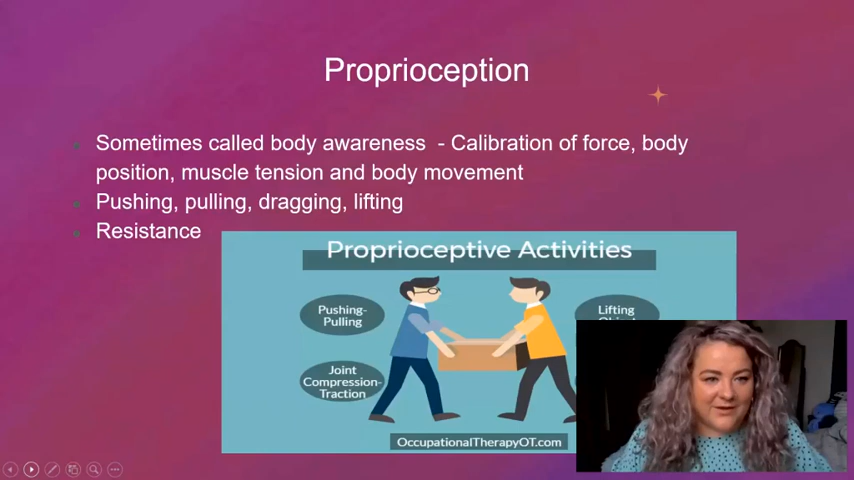 Proprioception
Sometimes called body awareness - Calibration of force, body
position, muscle tension and body movement
Pushing, pulling, dragging, lifting
Resistance
Proprioceptive Activities
Pushing-
Pulling
Lifting
Joint
Compression-
Traction
OccupationalTherapyOT.com